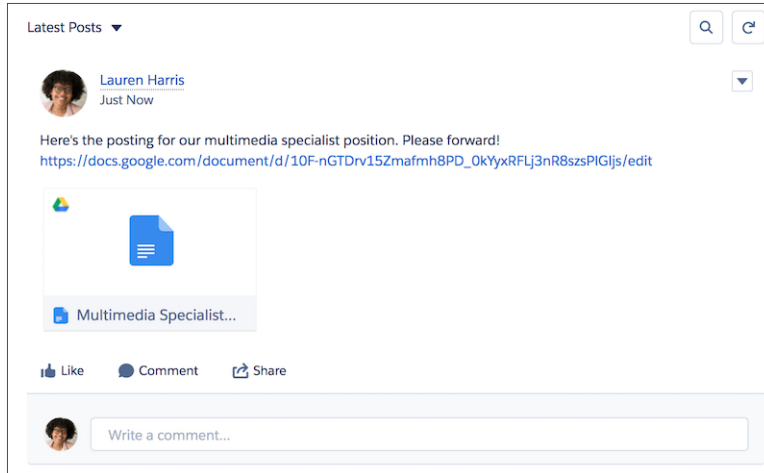 Latest Posts
Lauren Harris
Just Now
Here's the posting for our multimedia specialist position. Please forward!
https://docs.google.com/document/d/10F-nGTDrv15Zmafmh8PD_0kYyxRFLj3nR8szsPlGljs/edit
Multimedia Specialist...
Like Comment Share
Write a comment...